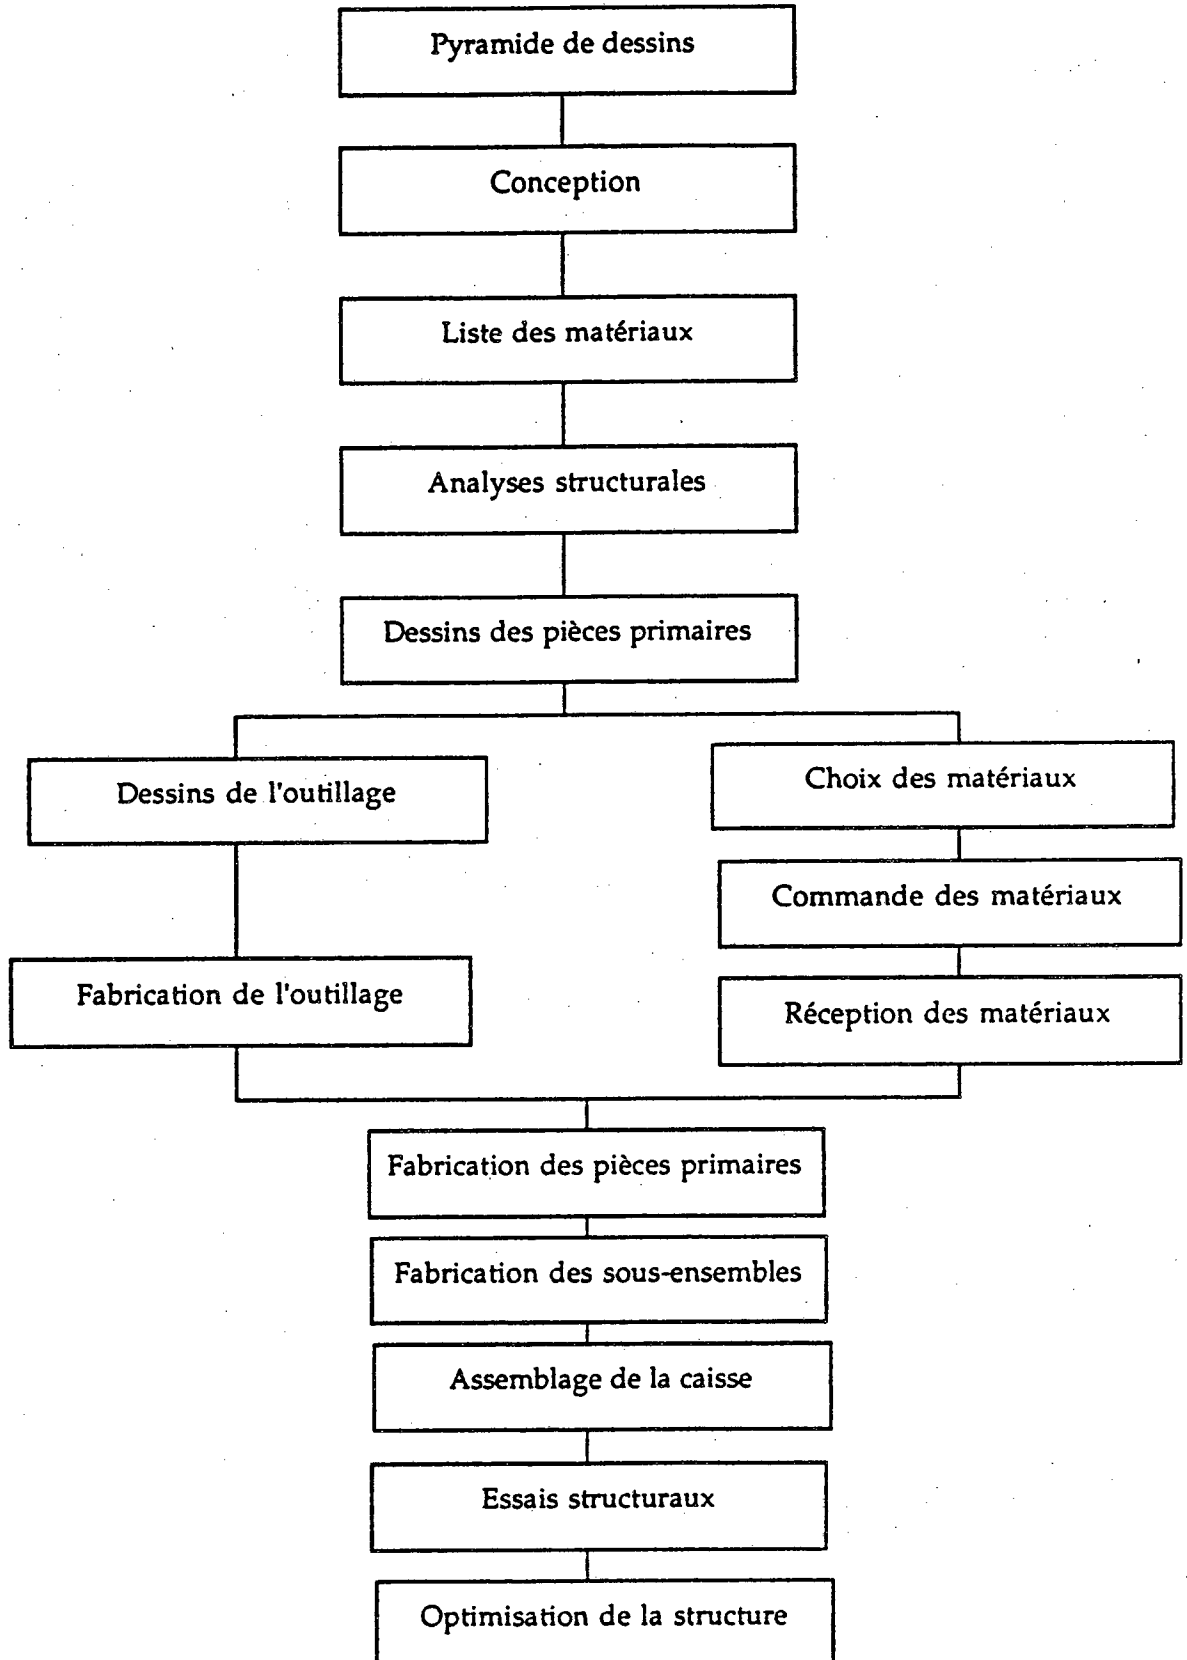 Pyramide de dessins
Conception
Liste des matériaux
Analyses structurales
Dessins des pièces primaires
Dessins de l'outillage
Fabrication de l'outillage
Choix des matériaux
Commande des matériaux
Réception des matériaux
Fabrication des pièces primaires
Fabrication des sous-ensembles
Assemblage de la caisse
Essais structuraux
Optimisation de la structure